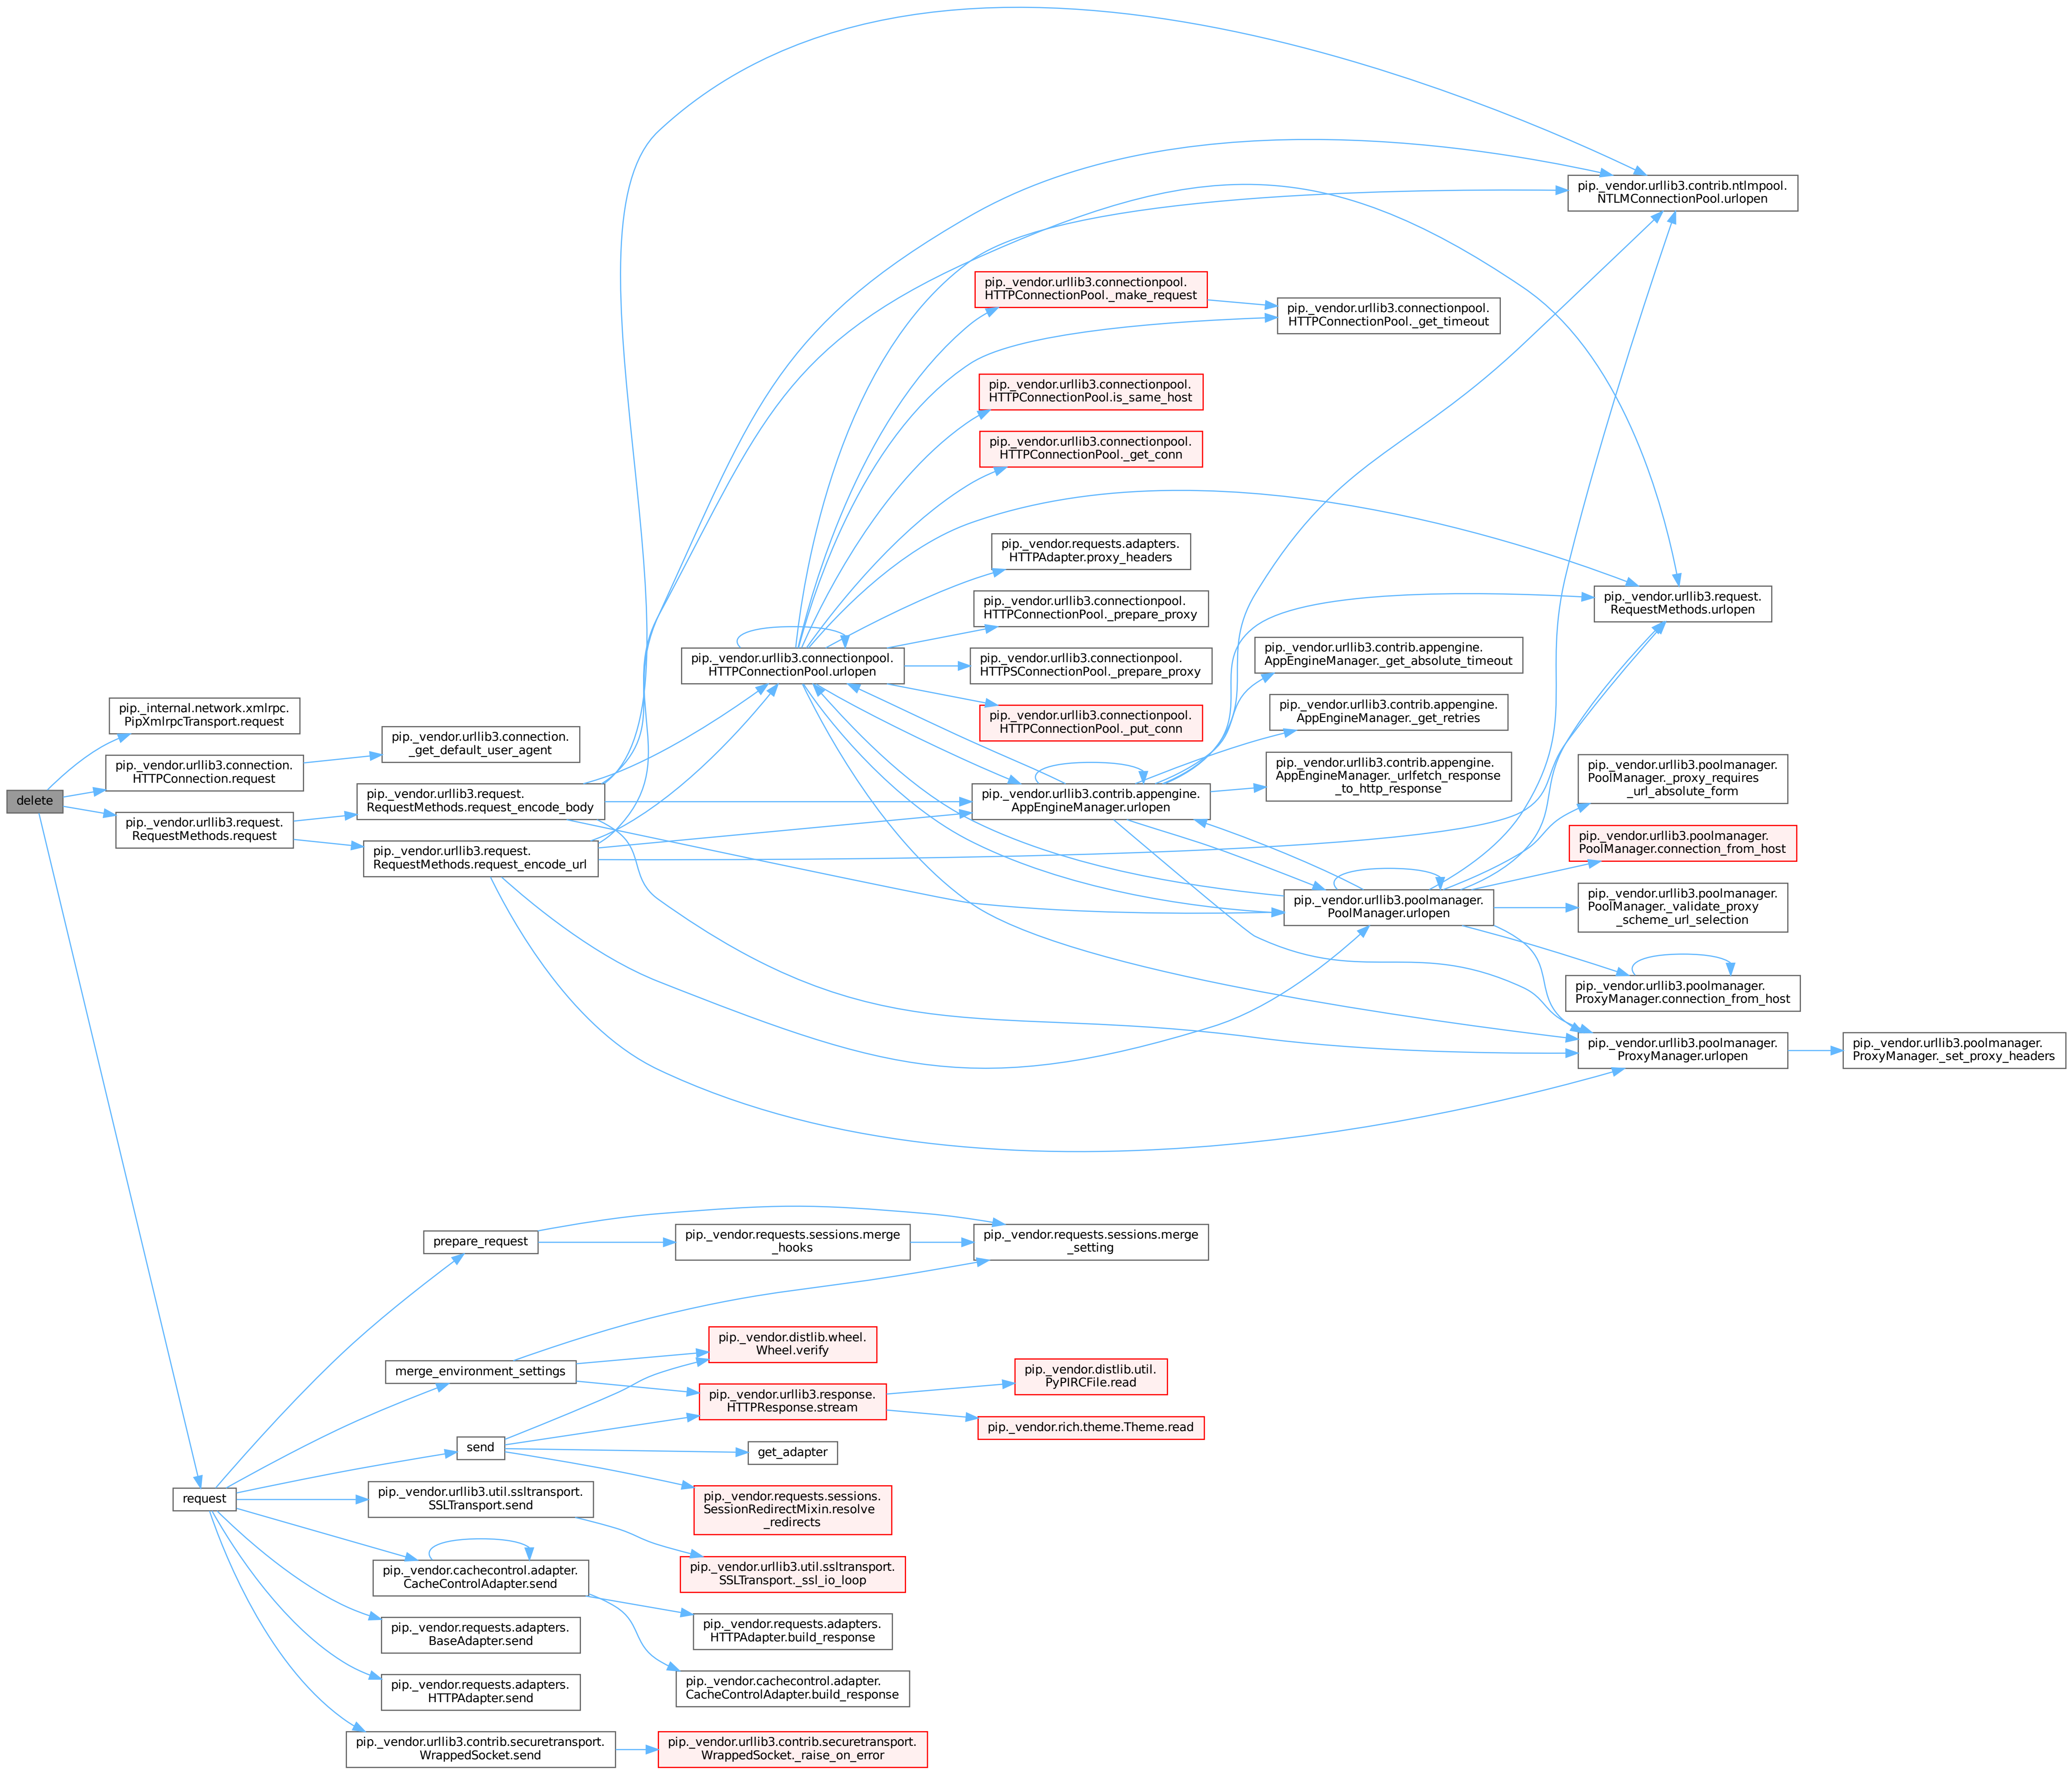 pip._vendor.urllib3.contrib.ntlmpool.
NTLMConnectionPool.urlopen
pip._vendor.urllib3.connectionpool.
HTTPConnectionPool._make_request
pip._vendor.urllib3.connectionpool.
HTTPConnectionPool._get_timeout
pip._vendor.urllib3.connectionpool.
HTTPConnectionPool.is_same_host
pip._vendor.urllib3.connectionpool.
HTTPConnectionPool._get_conn
pip._vendor.requests.adapters.
HTTPAdapter.proxy_headers
pip._vendor.urllib3.connectionpool.
HTTPConnectionPool._prepare_proxy
pip._vendor.urllib3.request.
RequestMethods.urlopen
pip._vendor.urllib3.connectionpool.
HTTPConnectionPool.urlopen
pip._vendor.urllib3.connectionpool.
HTTPSConnectionPool._prepare_proxy
pip._vendor.urllib3.contrib.appengine.
AppEngineManager._get_absolute_timeout
pip._internal.network.xmlrpc.
PipXmlrpcTransport.request
pip._vendor.urllib3.connectionpool.
HTTPConnectionPool._put_conn
pip._vendor.urllib3.contrib.appengine.
AppEngineManager._get_retries
pip._vendor.urllib3.connection.
_get_default_user_agent
pip._vendor.urllib3.connection.
HTTPConnection.request
pip._vendor.urllib3.contrib.appengine.
AppEngineManager._urlfetch_response
_to_http_response
pip._vendor.urllib3.poolmanager.
PoolManager._proxy_requires
_url_absolute_form
delete
pip._vendor.urllib3.request.
RequestMethods.request_encode_body
pip._vendor.urllib3.contrib.appengine.
AppEngineManager.urlopen
pip._vendor.urllib3.request.
RequestMethods.request
pip._vendor.urllib3.poolmanager.
PoolManager.connection_from_host
pip._vendor.urllib3.request.
RequestMethods.request_encode_url
pip._vendor.urllib3.poolmanager.
PoolManager.urlopen
pip._vendor.urllib3.poolmanager.
PoolManager._validate_proxy
_scheme_url_selection
pip._vendor.urllib3.poolmanager.
ProxyManager.connection_from_host
pip._vendor.urllib3.poolmanager.
ProxyManager.urlopen
pip._vendor.urllib3.poolmanager.
ProxyManager._set_proxy_headers
prepare_request
pip._vendor.requests.sessions.merge
_hooks
pip._vendor.requests.sessions.merge
_setting
pip._vendor.distlib.wheel.
Wheel.verify
merge_environment_settings
pip._vendor.urllib3.response.
HTTPResponse.stream
pip._vendor.distlib.util.
PyPIRCFile.read
pip._vendor.rich.theme.Theme.read
send
get_adapter
request
pip._vendor.urllib3.util.ssltransport.
SSLTransport.send
pip._vendor.requests.sessions.
SessionRedirectMixin.resolve
_redirects
pip._vendor.cachecontrol.adapter.
CacheControlAdapter.send
pip._vendor.urllib3.util.ssltransport.
SSLTransport._ssl_io_loop
pip._vendor.requests.adapters.
BaseAdapter.send
pip._vendor.requests.adapters.
HTTPAdapter.build_response
pip._vendor.requests.adapters.
HTTPAdapter.send
pip._vendor.cachecontrol.adapter.
CacheControlAdapter.build_response
pip._vendor.urllib3.contrib.securetransport.
WrappedSocket.send
pip._vendor.urllib3.contrib.securetransport.
WrappedSocket._raise_on_error